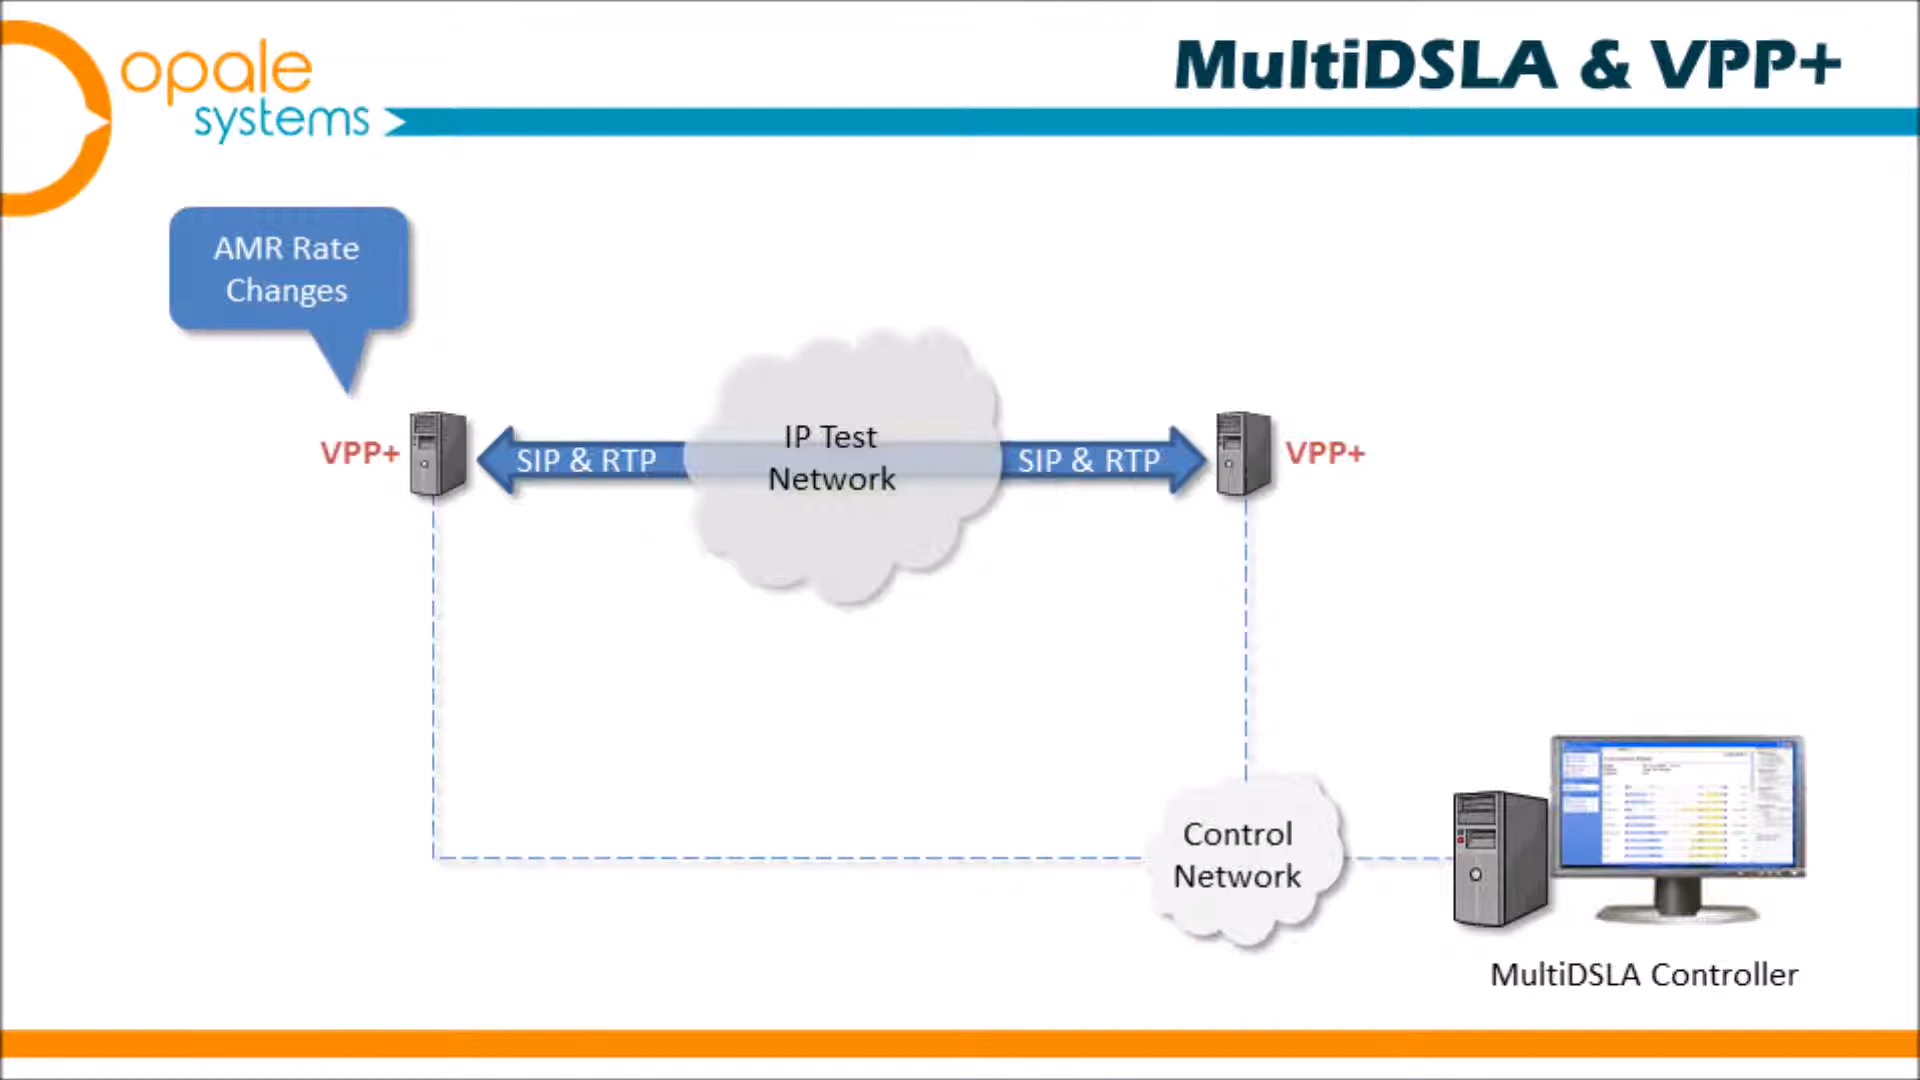 opale
systems
MultiDSLA & VPP+
AMR Rate
Changes
VPP+
SIP & RTP
IP Test
Network
SIP & RTP
VPP+
Control
Network
MultiDSLA Controller